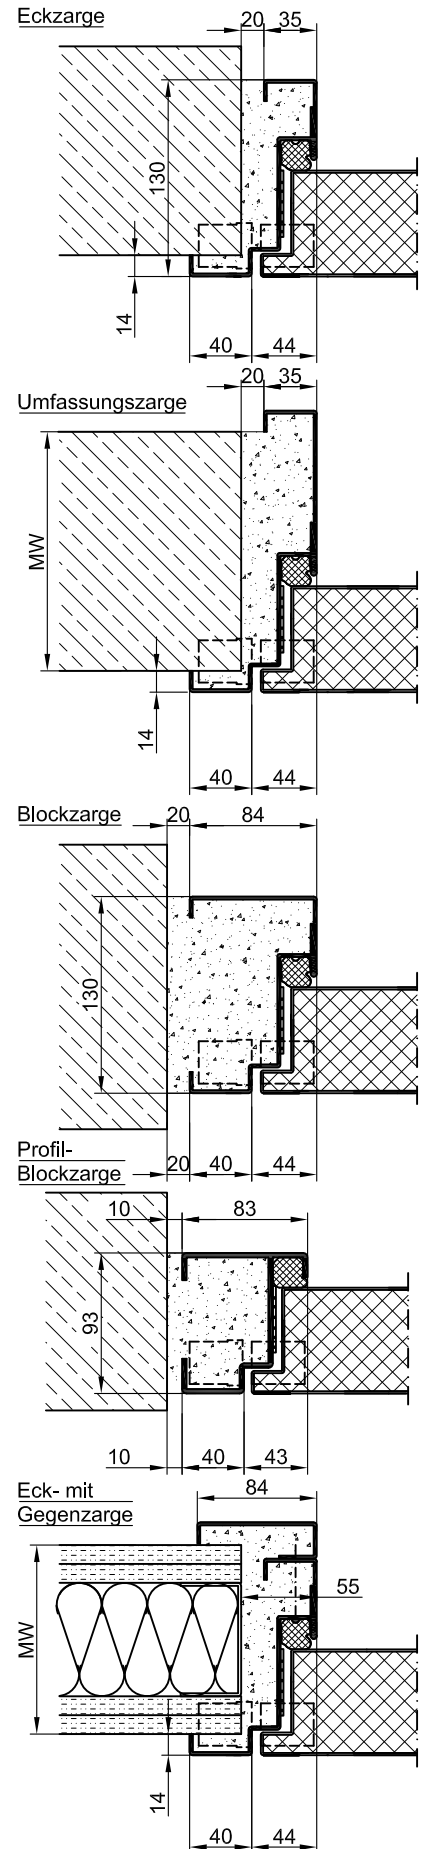 Eckzarge
20 35
130
14
40 44
20 35
Umfassungszarge
MW
14
40 44
Blockzarge
20 84
130
Profil-
Blockzarge
20 40 44
10 83
93
10 40 43
Eck- mit
Gegenzarge
84
55
MW
14
40 44